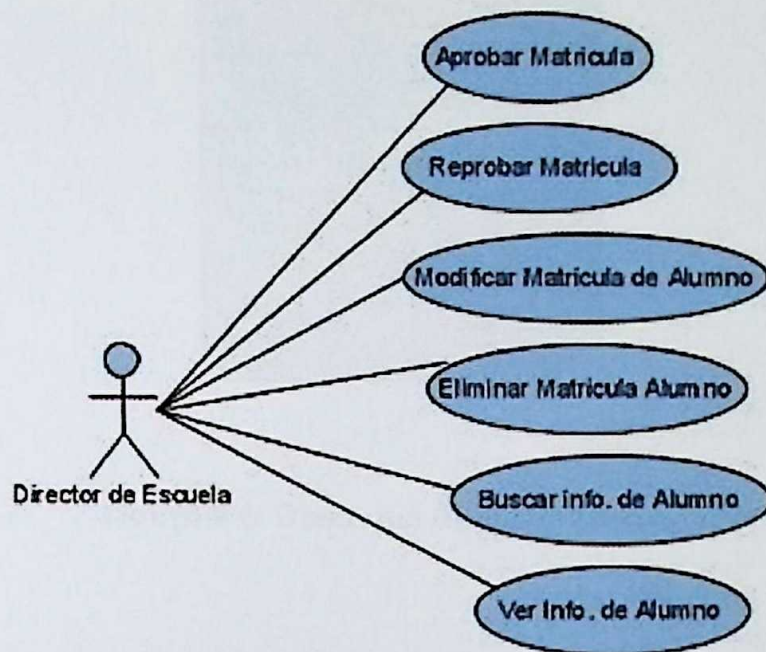 Aprobar Matricula
Reprobar Matricula
Modificar Matricula de Alumno
Eliminar Matricula Alumno
Director de Escuela
Buscar info. de Alumno
Ver Info. de Alumno